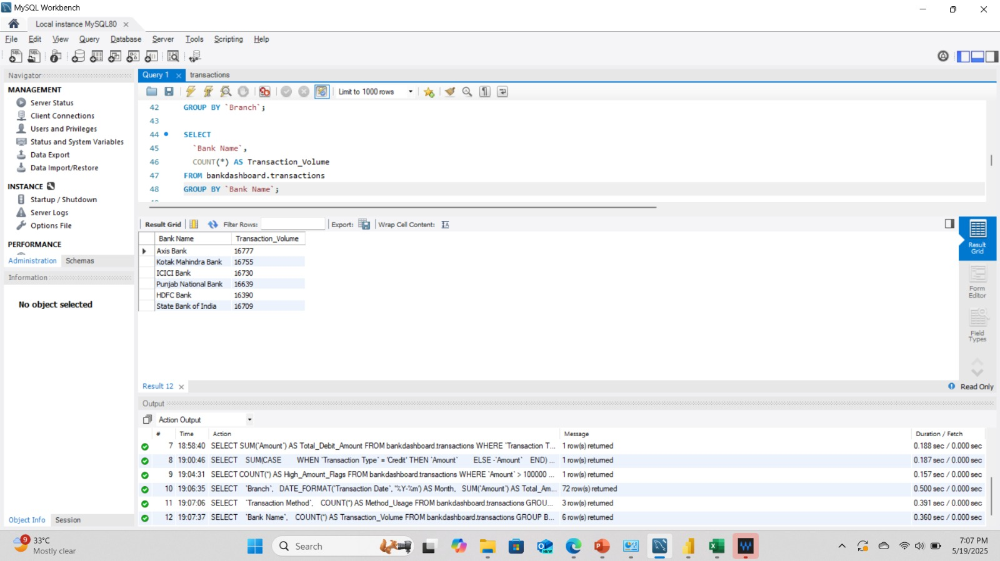 MySQL Workbench
Local instance MySQL80
File Edit View Query Database Server Tools Scripting Help
Navigator
MANAGEMENT
Server Status
Client Connections
Users and Privileges
Status and System Variables
Data Export
Data Import/Restore
INSTANCE
Startup / Shutdown
Server Logs
Options File
PERFORMANCE
Administration Schemas
Information
No object selected
Object Info Session
Query 1 transactions
Limit to 1000 rows
42 GROUP BY `Branch`;
43
44 SELECT
45 `Bank Name`,
46 COUNT(*) AS Transaction_Volume
47 FROM bankdashboard.transactions
48 GROUP BY `Bank Name`;
Result Grid Filter Rows: Export: Wrap Cell Content:
Bank Name Transaction_Volume
Axis Bank 16777
Kotak Mahindra Bank 16755
ICICI Bank 16730
Punjab National Bank 16639
HDFC Bank 16390
State Bank of India 16709
Result
Grid
Form
Editor
Field
Types
Result 12 Read Only
Output
Action Output
# Time Action Message Duration / Fetch
7 18:58:40 SELECT SUM(`Amount`) AS Total_Debit_Amount FROM bankdashboard.transactions WHERE `Transaction T... 1 row(s) returned 0.188 sec / 0.000 sec
8 19:00:46 SELECT SUM(CASE WHEN `Transaction Type` = 'Credit' THEN `Amount` ELSE -`Amount` END) ... 1 row(s) returned 0.187 sec / 0.000 sec
9 19:04:31 SELECT COUNT(*) AS High_Amount_Flags FROM bankdashboard.transactions WHERE `Amount` > 100000 ... 1 row(s) returned 0.157 sec / 0.000 sec
10 19:06:35 SELECT `Branch`, DATE_FORMAT(`Transaction Date`, '%Y-%m') AS Month, SUM(`Amount`) AS Total_Am... 72 row(s) returned 0.500 sec / 0.000 sec
11 19:07:06 SELECT `Transaction Method`, COUNT(*) AS Method_Usage FROM bankdashboard.transactions GROU... 3 row(s) returned 0.391 sec / 0.000 sec
12 19:07:37 SELECT `Bank Name`, COUNT(*) AS Transaction_Volume FROM bankdashboard.transactions GROUP B... 6 row(s) returned 0.360 sec / 0.000 sec
9
33°C
Mostly clear
Search
NEW
7:07 PM
5/19/2025